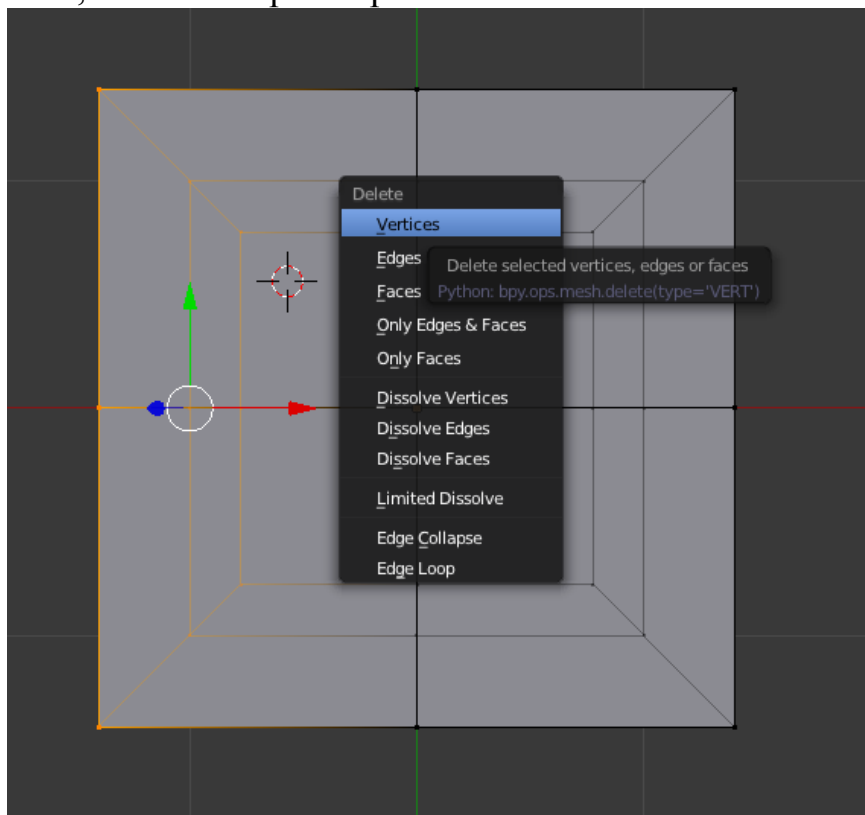 Delete
Vertices
Edges
Delete selected vertices, edges or faces
Faces
Python: bpy.ops.mesh.delete(type='VERT')
Only Edges & Faces
Only Faces
Dissolve Vertices
Dissolve Edges
Dissolve Faces
Limited Dissolve
Edge Collapse
Edge Loop